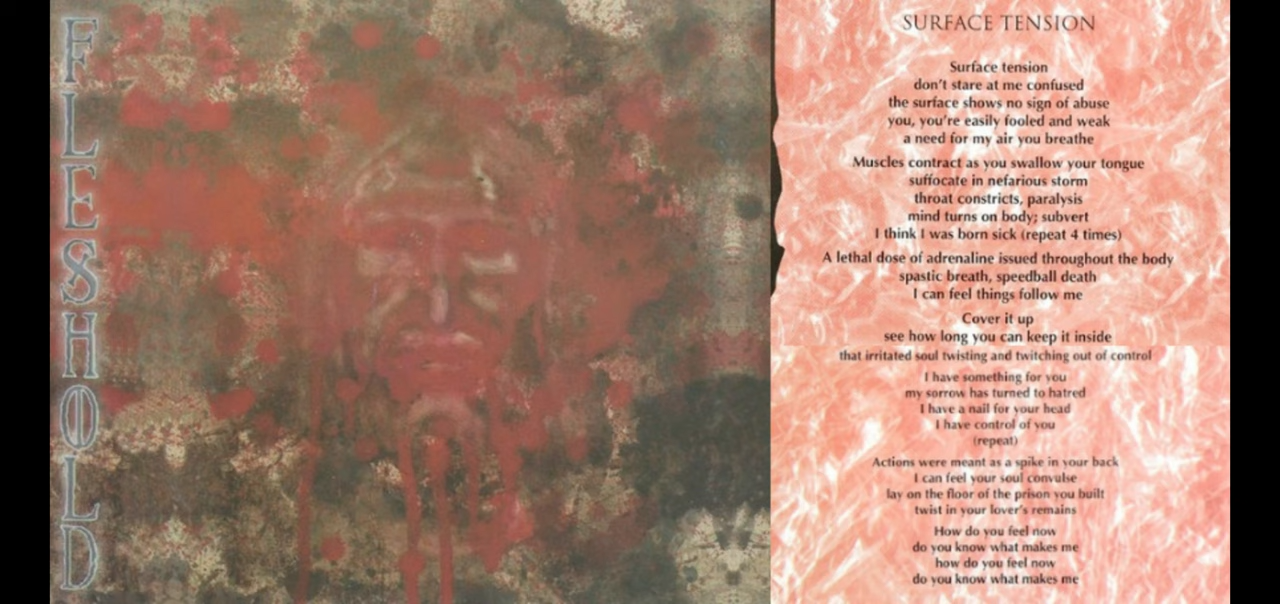 FLESHOLD
SURFACE TENSION
Surface tension
don't stare at me confused
the surface shows no sign of abuse
you, you're easily fooled and weak
a need for my air you breathe
Muscles contract as you swallow your tongue
suffocate in nefarious storm
throat constricts, paralysis
mind turns on body; subvert
I think I was born sick (repeat 4 times)
A lethal dose of adrenaline issued throughout the body
spastic breath, speedball death
I can feel things follow me
Cover it up
see how long you can keep it inside
that irritated soul twisting and twitching out of control
I have something for you
my sorrow has turned to hatred
I have a nail for your head
I have control of you
(repeat)
Actions were meant as a spike in your back
I can feel your soul convulse
lay on the floor of the prison you built
twist in your lover's remains
How do you feel now
do you know what makes me
how do you feel now
do you know what makes me